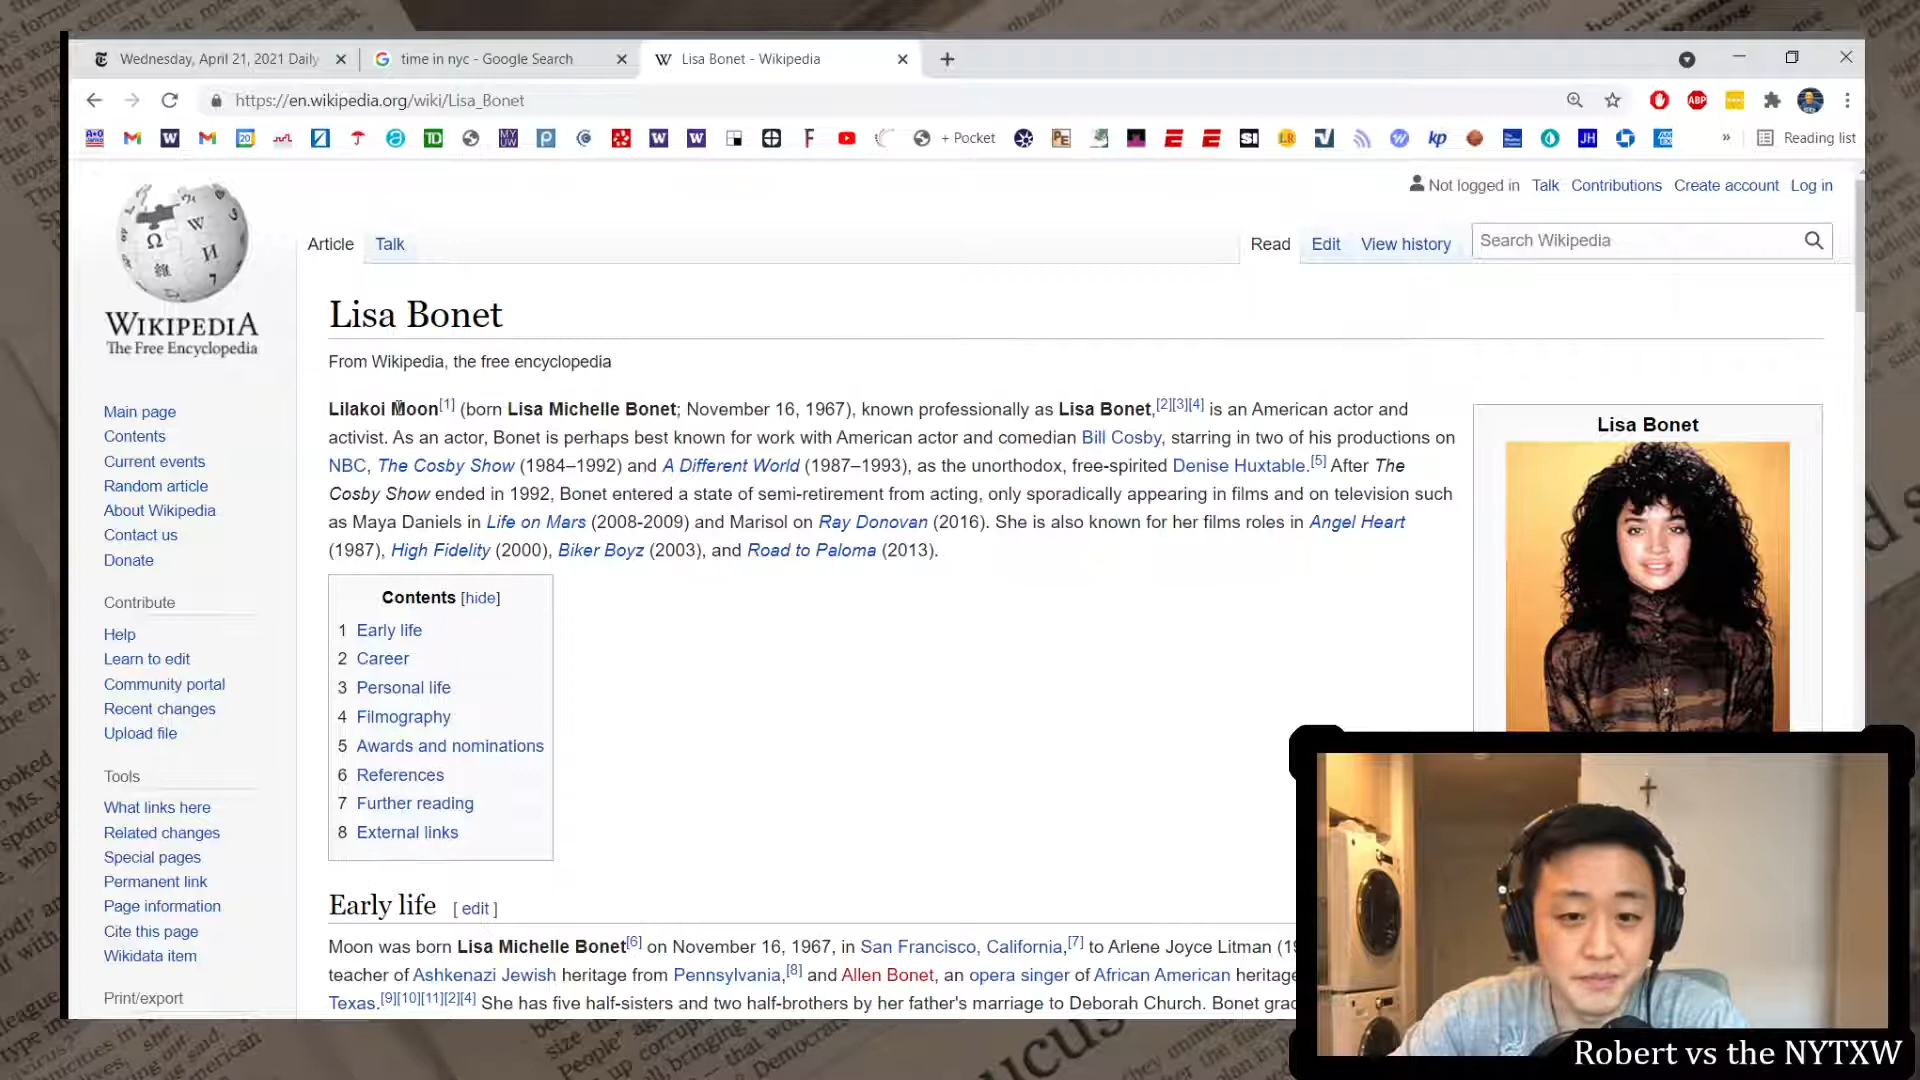 Wednesday, April 21, 2021 Daily
time in nyc - Google Search
Lisa Bonet - Wikipedia
https://en.wikipedia.org/wiki/Lisa_Bonet
+ Pocket
Reading list
Not logged in Talk Contributions Create account Log in
Article Talk
Read Edit View history
Search Wikipedia
WIKIPEDIA
The Free Encyclopedia
Main page
Contents
Current events
Random article
About Wikipedia
Contact us
Donate
Contribute
Help
Learn to edit
Community portal
Recent changes
Upload file
Tools
What links here
Related changes
Special pages
Permanent link
Page information
Cite this page
Wikidata item
Print/export
Lisa Bonet
From Wikipedia, the free encyclopedia
Lilakoi Moon[1] (born Lisa Michelle Bonet; November 16, 1967), known professionally as Lisa Bonet,[2][3][4] is an American actor and
activist. As an actor, Bonet is perhaps best known for work with American actor and comedian Bill Cosby, starring in two of his productions on
NBC, The Cosby Show (1984–1992) and A Different World (1987–1993), as the unorthodox, free-spirited Denise Huxtable.[5] After The
Cosby Show ended in 1992, Bonet entered a state of semi-retirement from acting, only sporadically appearing in films and on television such
as Maya Daniels in Life on Mars (2008-2009) and Marisol on Ray Donovan (2016). She is also known for her films roles in Angel Heart
(1987), High Fidelity (2000), Biker Boyz (2003), and Road to Paloma (2013).
Lisa Bonet
Contents [hide]
1 Early life
2 Career
3 Personal life
4 Filmography
5 Awards and nominations
6 References
7 Further reading
8 External links
Early life [ edit ]
Moon was born Lisa Michelle Bonet[6] on November 16, 1967, in San Francisco, California,[7] to Arlene Joyce Litman (19
teacher of Ashkenazi Jewish heritage from Pennsylvania,[8] and Allen Bonet, an opera singer of African American heritage
Texas.[9][10][11][2][4] She has five half-sisters and two half-brothers by her father's marriage to Deborah Church. Bonet grad
Robert vs the NYTXW